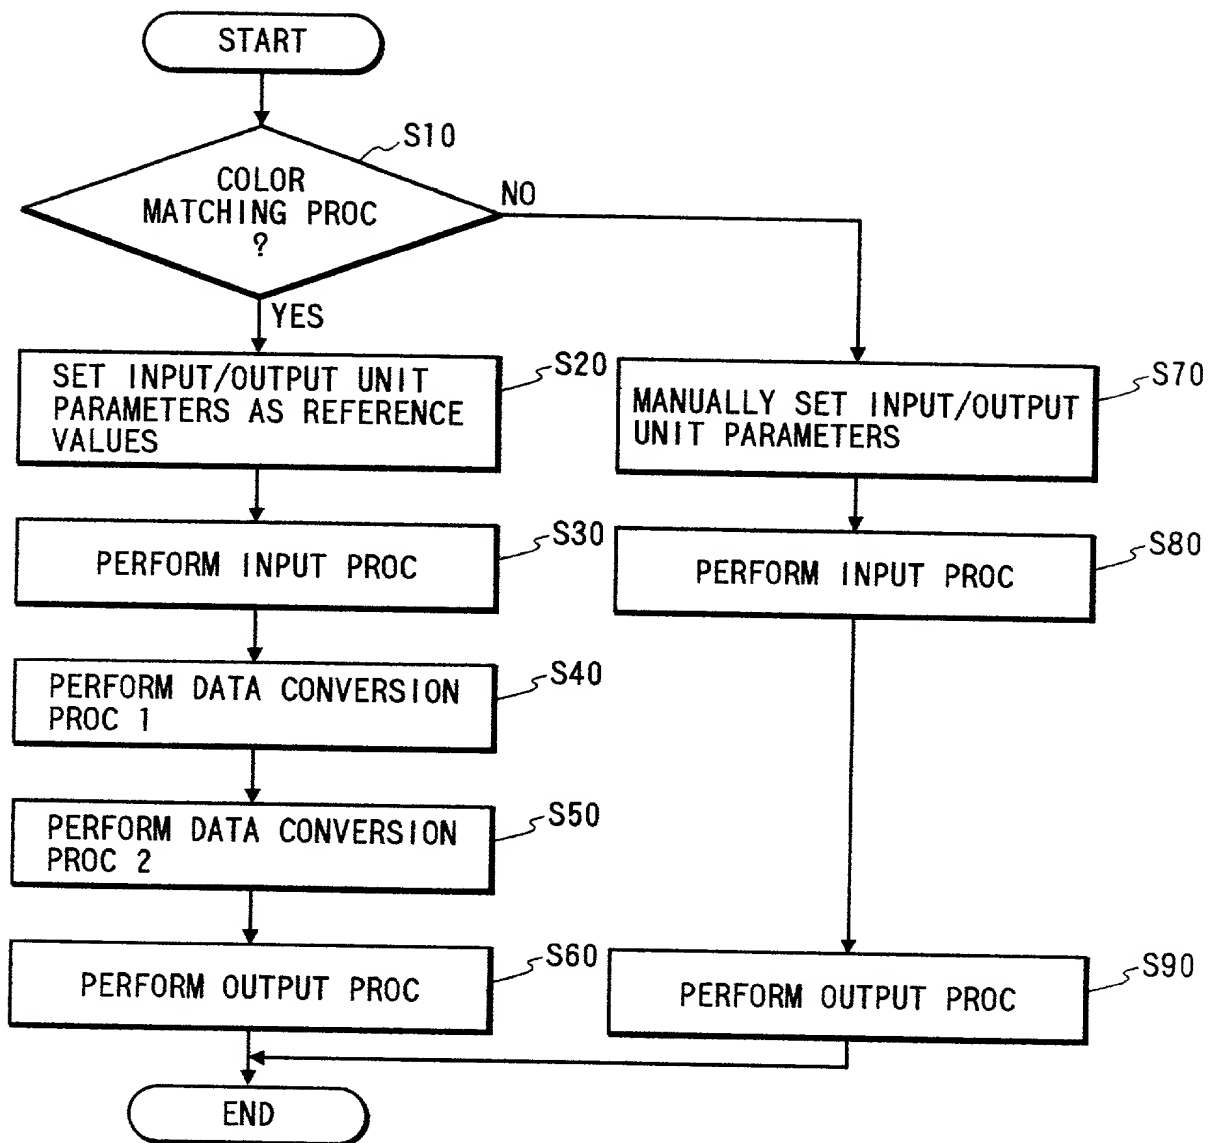 START
S10
COLOR
MATCHING PROC
?
NO
YES
S20
SET INPUT/OUTPUT UNIT
PARAMETERS AS REFERENCE
VALUES
S70
MANUALLY SET INPUT/OUTPUT
UNIT PARAMETERS
S30
PERFORM INPUT PROC
S80
PERFORM INPUT PROC
S40
PERFORM DATA CONVERSION
PROC 1
S50
PERFORM DATA CONVERSION
PROC 2
S60
PERFORM OUTPUT PROC
S90
PERFORM OUTPUT PROC
END